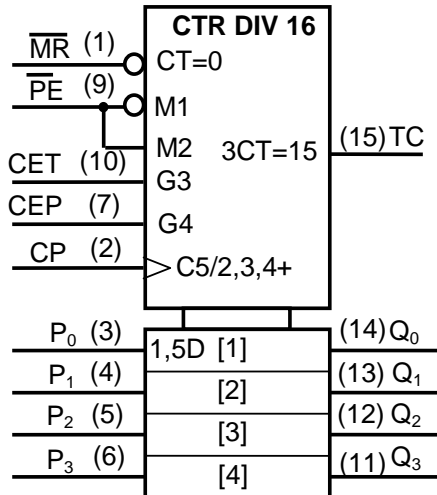 CTR DIV 16
M̅R̅ (1) CT=0
P̅E̅ (9) M1
M2 3CT=15 (15) TC
CET (10) G3
CEP (7) G4
CP (2) C5/2,3,4+
P₀ (3) 1,5D [1] (14) Q₀
P₁ (4) [2] (13) Q₁
P₂ (5) [3] (12) Q₂
P₃ (6) [4] (11) Q₃